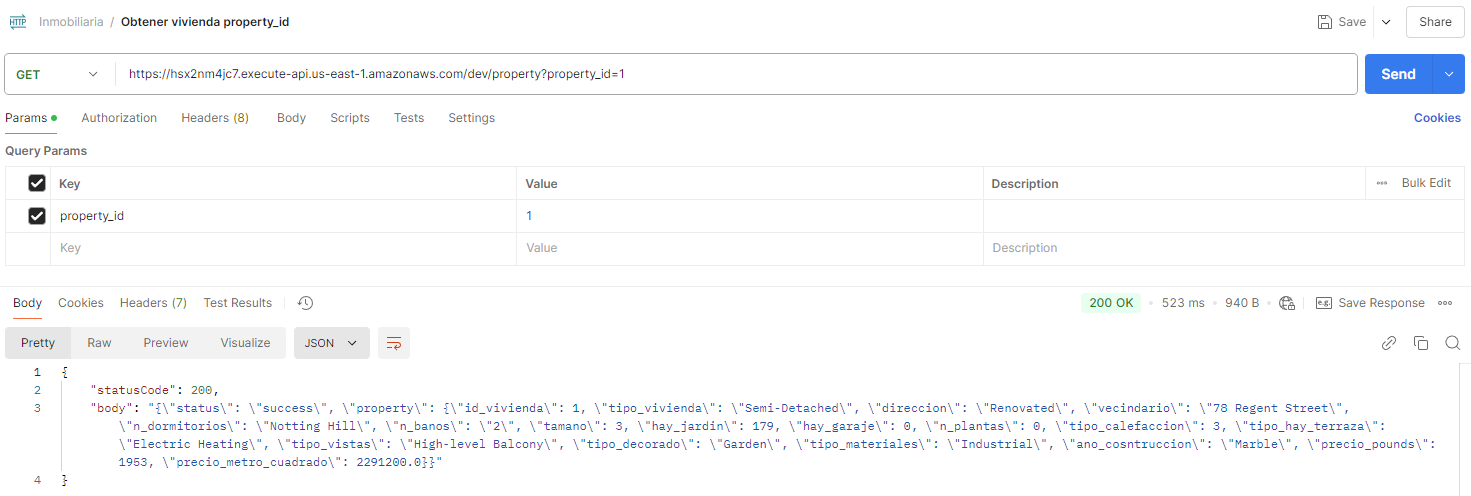 HTTP Inmobiliaria / Obtener vivienda property_id Save Share
GET https://hsx2nm4jc7.execute-api.us-east-1.amazonaws.com/dev/property?property_id=1 Send
Params Authorization Headers (8) Body Scripts Tests Settings Cookies
Query Params
Key Value Description Bulk Edit
property_id 1
Key Value Description
Body Cookies Headers (7) Test Results 200 OK 523 ms 940 B e.g. Save Response
Pretty Raw Preview Visualize JSON
1 {
2 "statusCode": 200,
3 "body": "{\"status\": \"success\", \"property\": {\"id_vivienda\": 1, \"tipo_vivienda\": \"Semi-Detached\", \"direccion\": \"Renovated\", \"vecindario\": \"78 Regent Street\",
\"n_dormitorios\": \"Notting Hill\", \"n_banos\": \"2\", \"tamano\": 3, \"hay_jardin\": 179, \"hay_garaje\": 0, \"n_plantas\": 0, \"tipo_calefaccion\": 3, \"tipo_hay_terraza\":
\"Electric Heating\", \"tipo_vistas\": \"High-level Balcony\", \"tipo_decorado\": \"Garden\", \"tipo_materiales\": \"Industrial\", \"ano_cosntruccion\": \"Marble\", \"precio_pounds\":
1953, \"precio_metro_cuadrado\": 2291200.0}}"
4 }